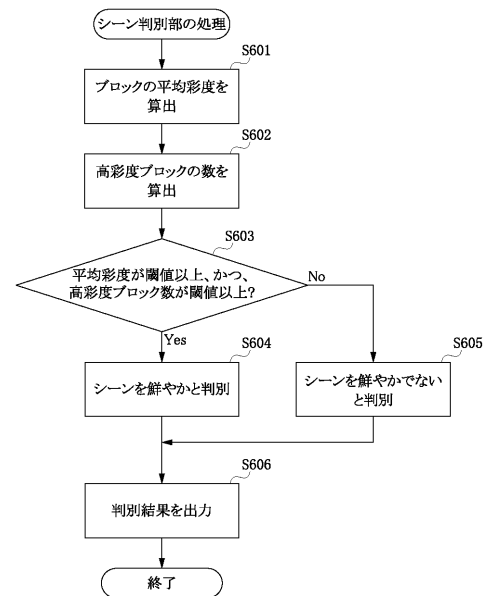 シーン判別部の処理
S601
ブロックの平均彩度を
算出
S602
高彩度ブロックの数を
算出
S603
平均彩度が閾値以上、かつ、
高彩度ブロック数が閾値以上?
No
Yes
S604
シーンを鮮やかと判別
S605
シーンを鮮やかでない
と判別
S606
判別結果を出力
終了